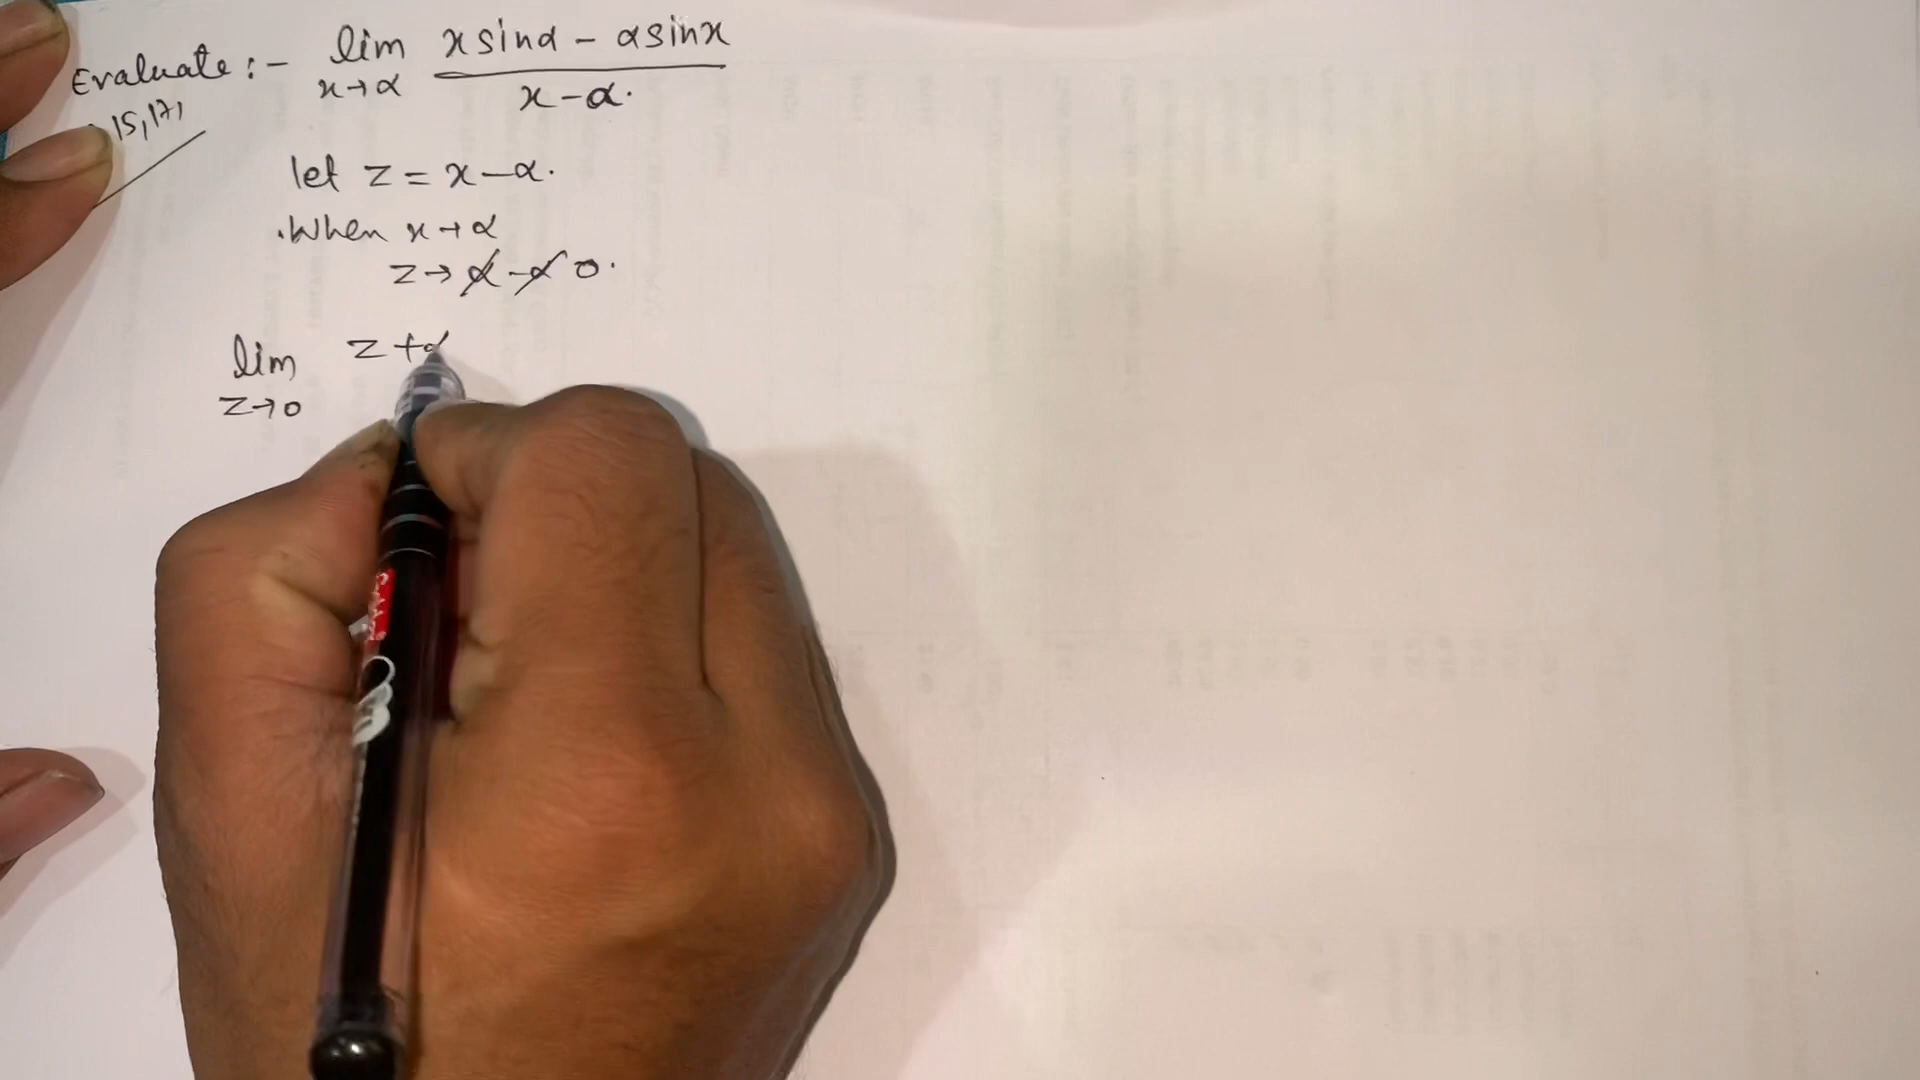 Evaluate :- lim x sinα - α sinx
x→α x-α.
15,17,
let z = x-α.
.When x→α
z→α-α 0.
lim z+α
z→0